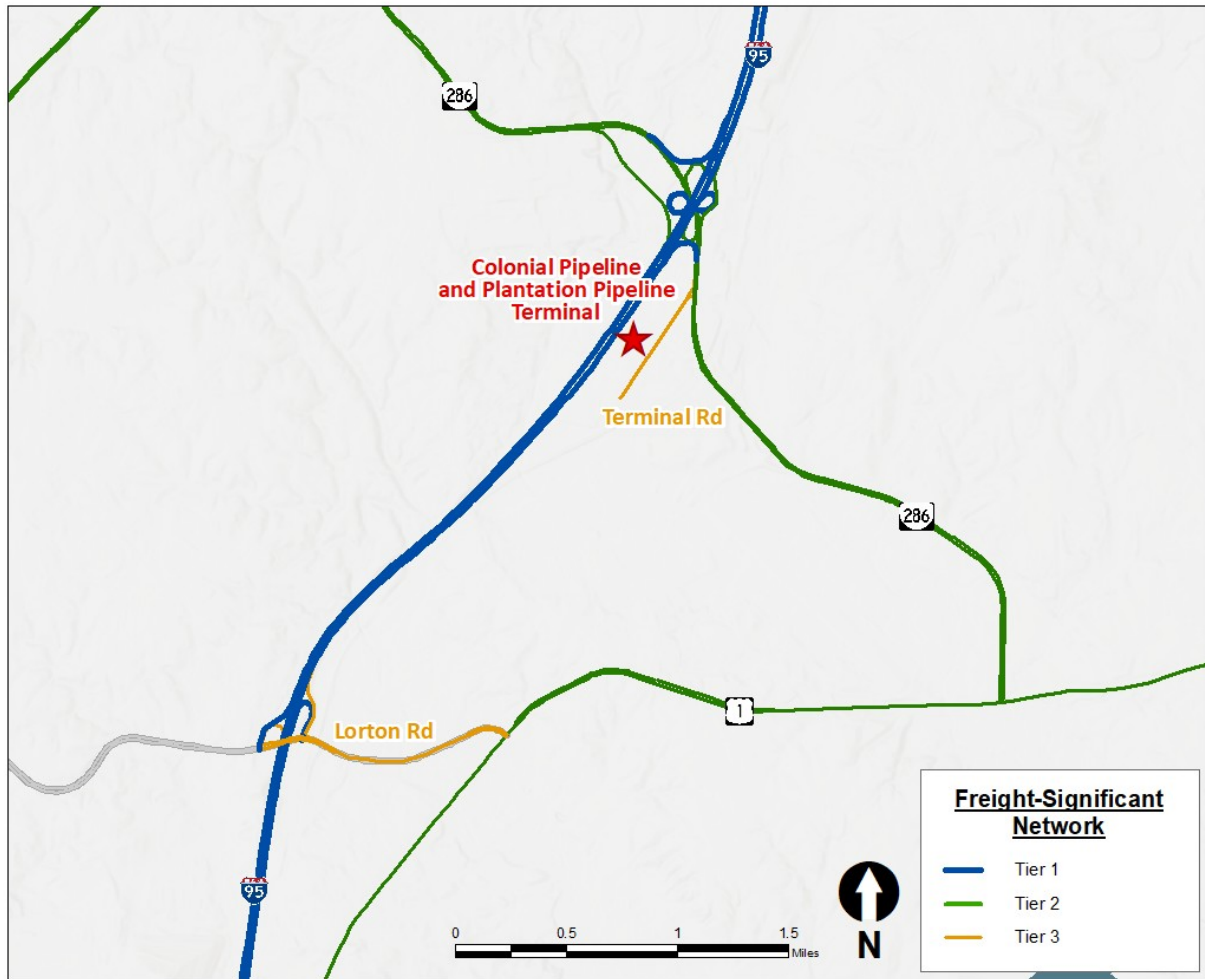 95
286
Colonial Pipeline
and Plantation Pipeline
Terminal
Terminal Rd
286
1
Lorton Rd
95
Freight-Significant
Network
Tier 1
Tier 2
Tier 3
0 0.5 1 1.5
Miles
N